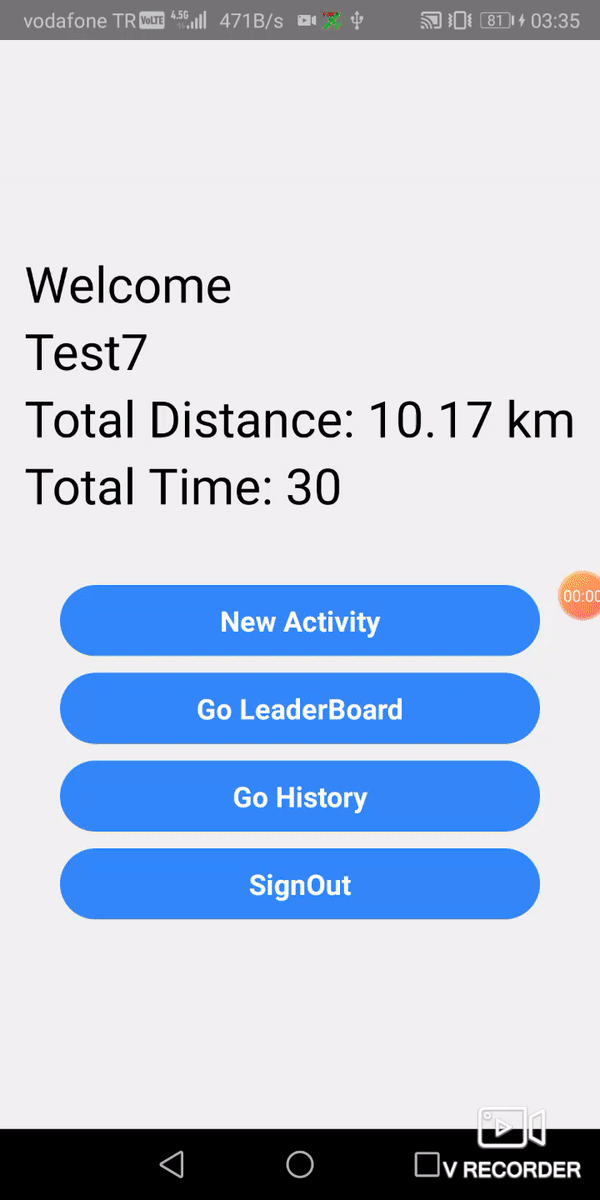 vodafone TR VoLTE 4.5G 471B/s 81 03:35
Welcome
Test7
Total Distance: 10.17 km
Total Time: 30
New Activity
00:00
Go LeaderBoard
Go History
SignOut
V RECORDER